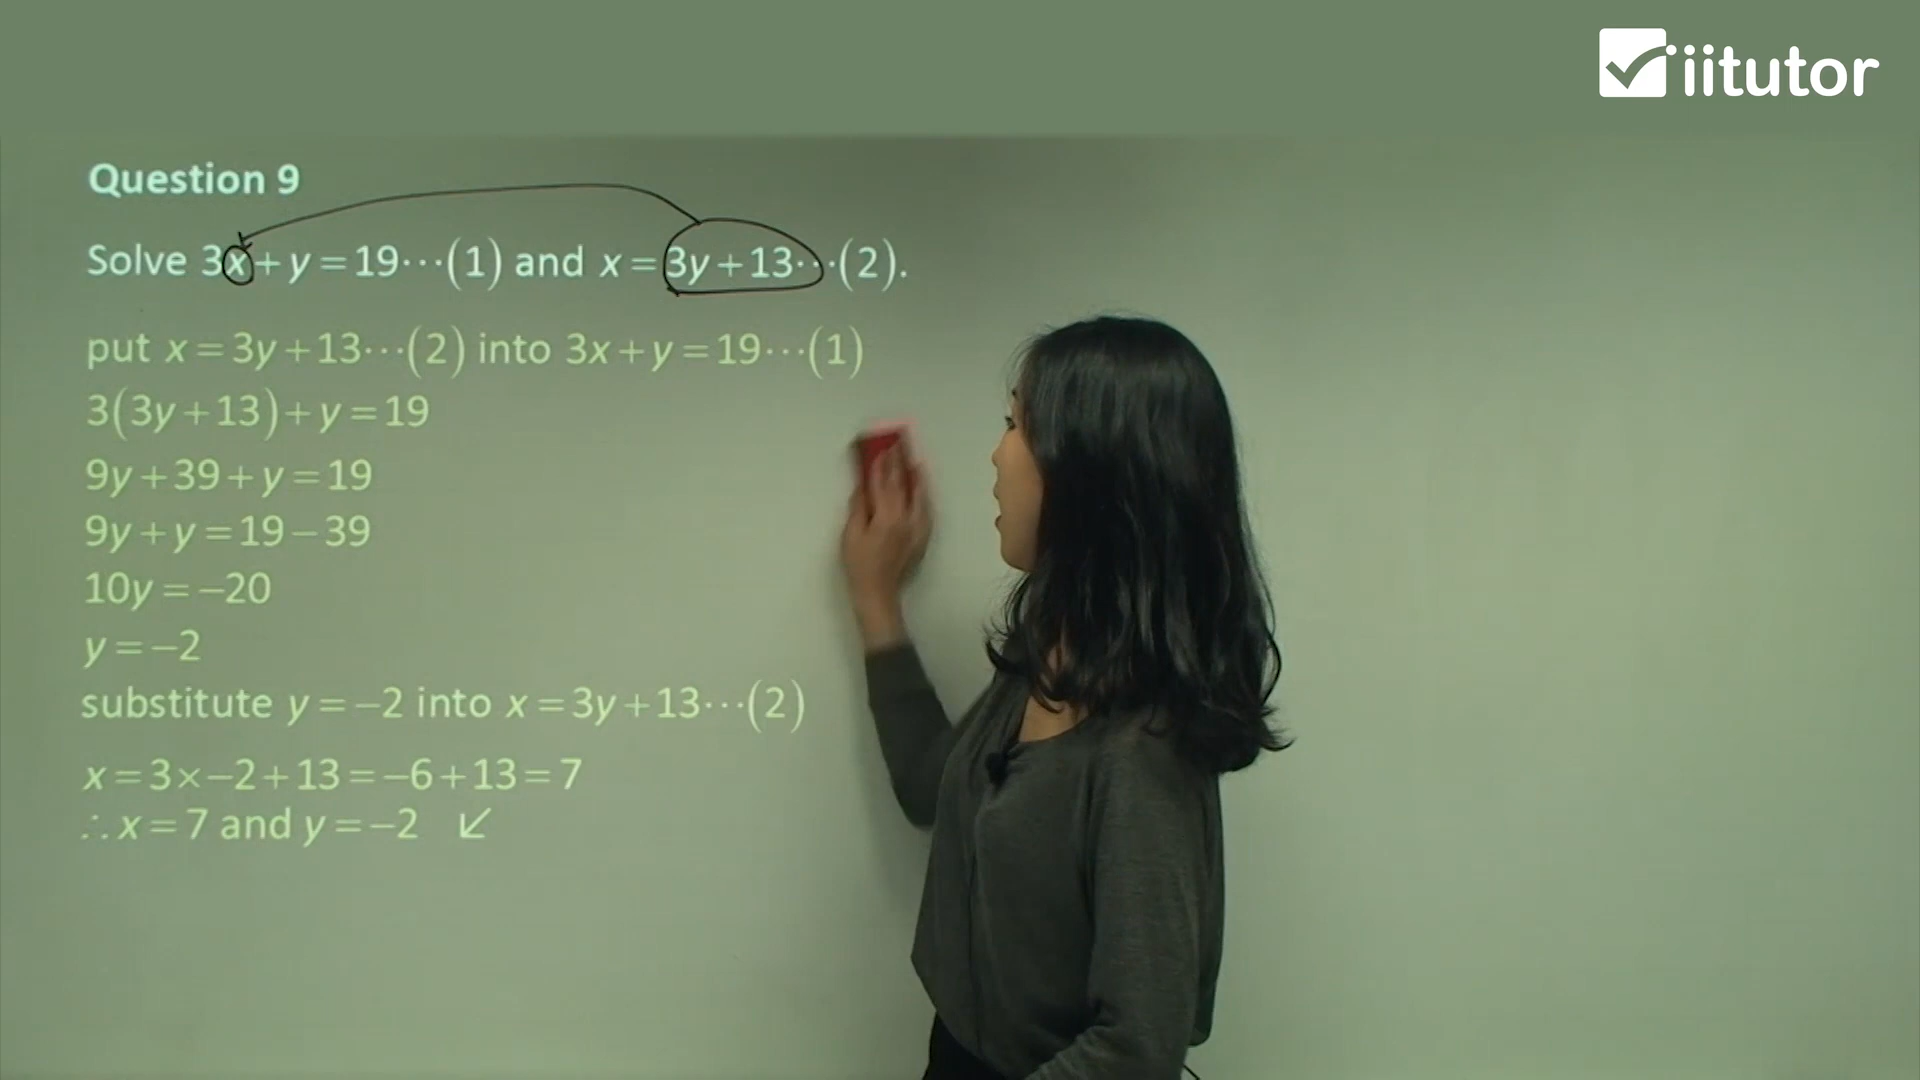 iitutor
Question 9
Solve 3x+y=19⋯(1) and x=3y+13⋯(2).
put x=3y+13⋯(2) into 3x+y=19⋯(1)
3(3y+13)+y=19
9y+39+y=19
9y+y=19−39
10y=−20
y=−2
substitute y=−2 into x=3y+13⋯(2)
x=3×−2+13=−6+13=7
∴x=7 and y=−2 ↙